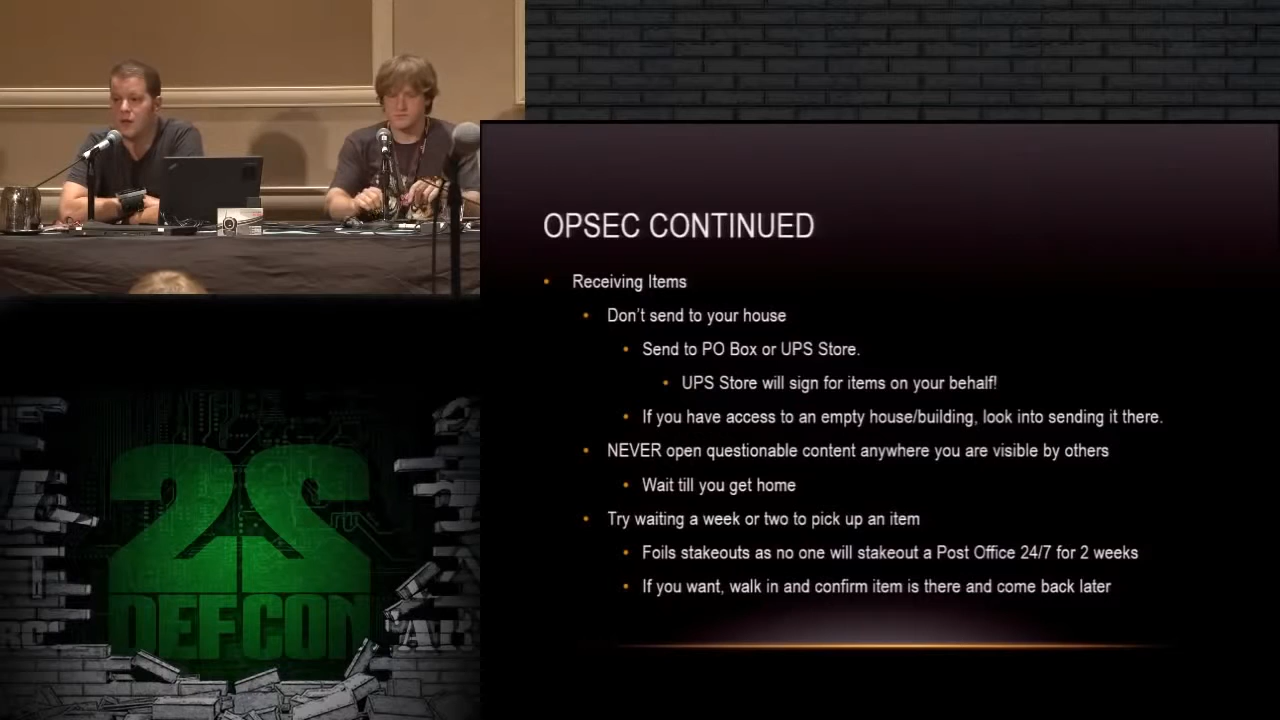 OPSEC CONTINUED
• Receiving Items
• Don't send to your house
• Send to PO Box or UPS Store.
• UPS Store will sign for items on your behalf!
• If you have access to an empty house/building, look into sending it there.
• NEVER open questionable content anywhere you are visible by others
• Wait till you get home
• Try waiting a week or two to pick up an item
• Foils stakeouts as no one will stakeout a Post Office 24/7 for 2 weeks
• If you want, walk in and confirm item is there and come back later
22
DEFCON